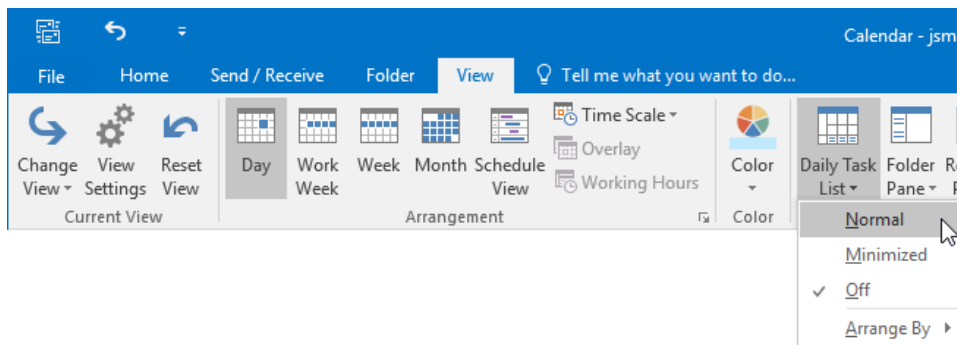 Calendar - jsm
File Home Send / Receive Folder View Tell me what you want to do...
Change View View Settings Reset View
Day Work Week Week Month Schedule View
Time Scale
Overlay
Working Hours
Color
Daily Task List Folder Pane
Current View Arrangement Color
Normal
Minimized
Off
Arrange By